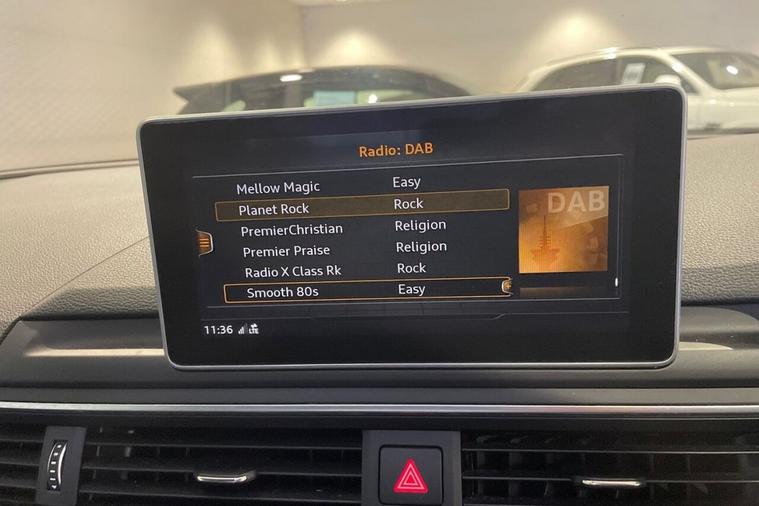 Radio: DAB
Mellow Magic Easy
Planet Rock Rock
PremierChristian Religion
Premier Praise Religion
Radio X Class Rk Rock
Smooth 80s Easy
DAB
11:36 LTE